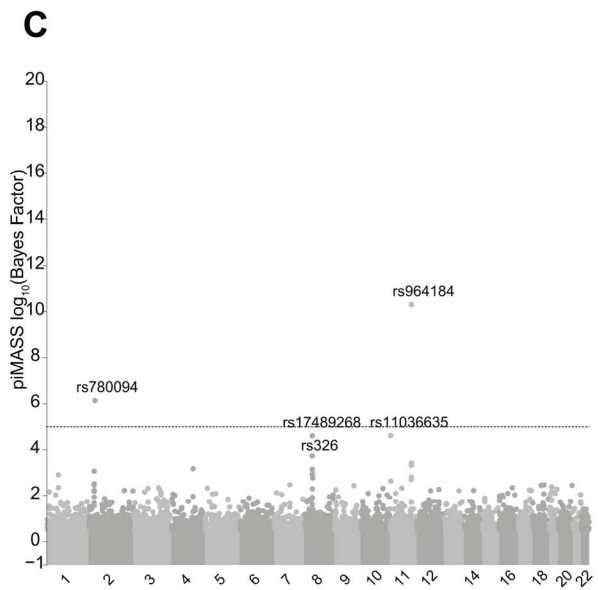 C
piMASS log10(Bayes Factor)
20
18
16
14
12
10
8
6
4
2
0
−1
rs964184
rs780094
rs17489268 rs11036635
rs326
1 2 3 4 5 6 7 8 9 10 11 12 14 16 18 20 22